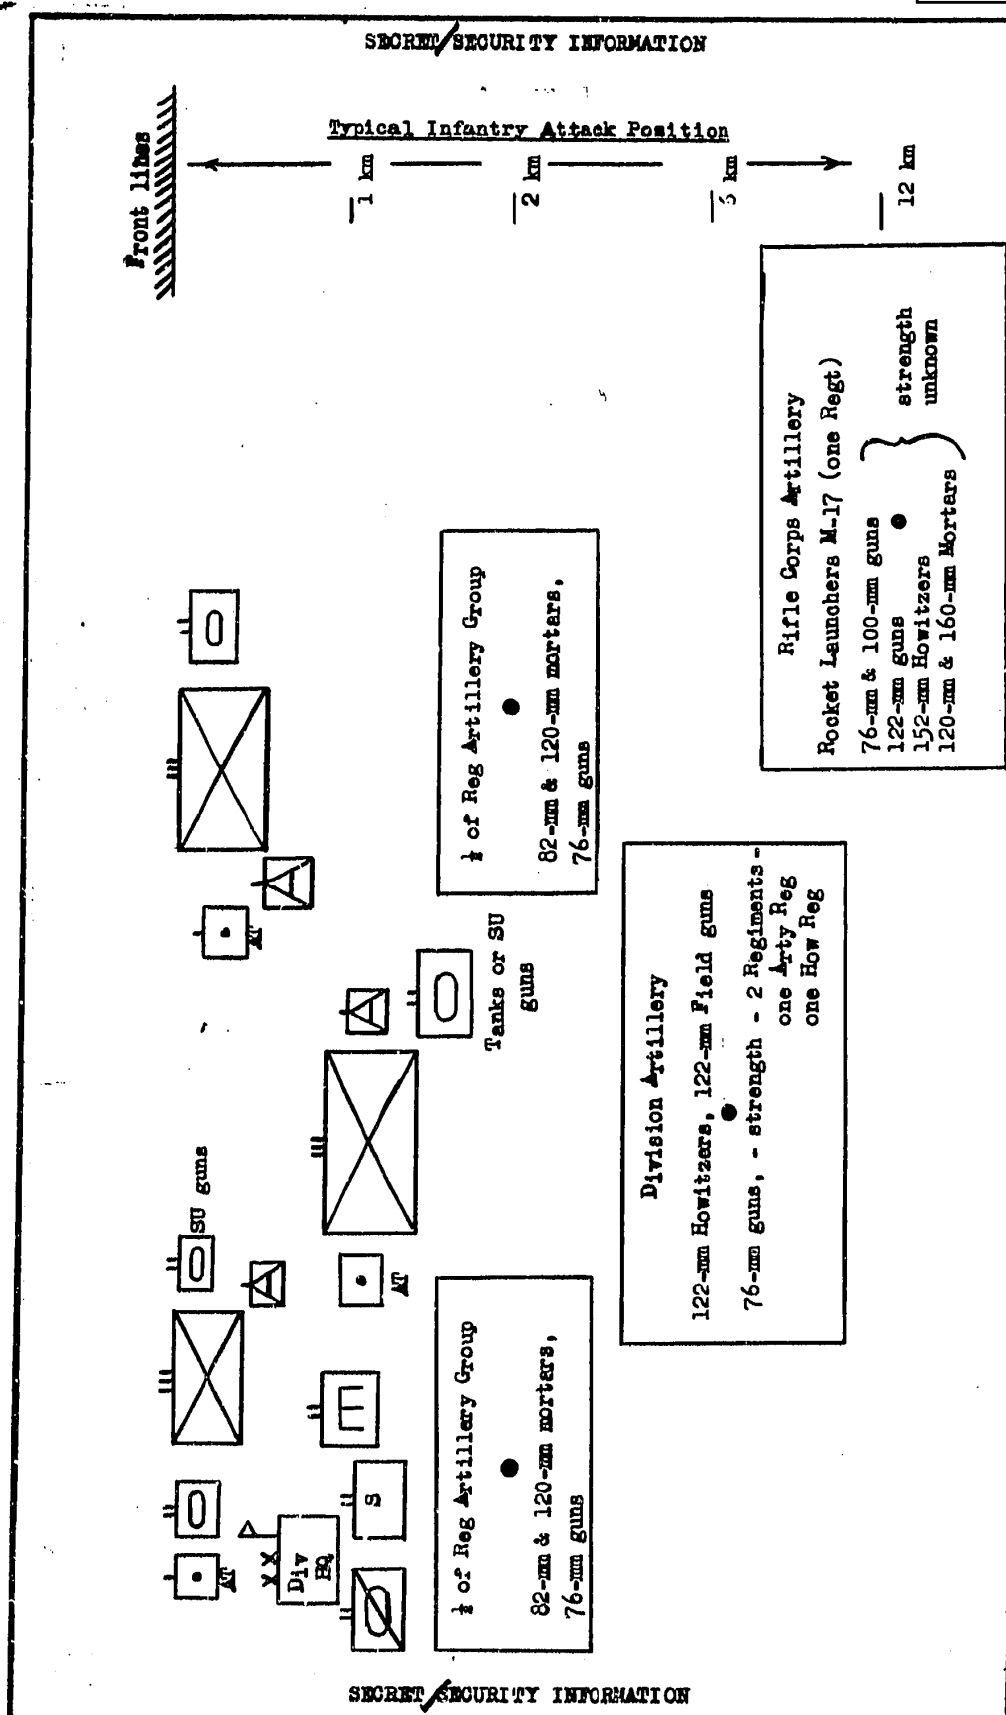 SECRET/SECURITY INFORMATION
Typical Infantry Attack Position
Front lines
1 km
2 km
5 km
12 km
AT
Div
HQ
S
E
SU guns
A
AT
A
AT
A
Tanks or SU
guns
½ of Reg Artillery Group
82-mm & 120-mm mortars,
76-mm guns
½ of Reg Artillery Group
82-mm & 120-mm mortars,
76-mm guns
Division Artillery
122-mm Howitzers, 122-mm Field guns
76-mm guns, - strength - 2 Regiments -
one Arty Reg
one How Reg
Rifle Corps Artillery
Rocket Launchers M-17 (one Regt)
76-mm & 100-mm guns
122-mm guns
152-mm Howitzers
120-mm & 160-mm Mortars
strength
unknown
SECRET/SECURITY INFORMATION